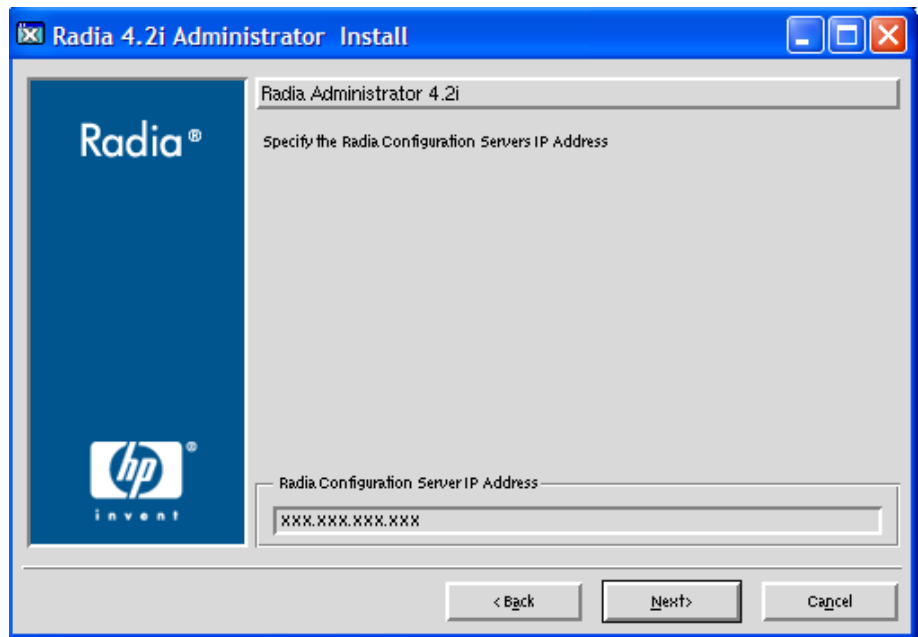 Radia 4.2i Administrator Install
Radia Administrator 4.2i
Radia®
Specify the Radia Configuration Servers IP Address
hp®
invent
Radia Configuration Server IP Address
XXX.XXX.XXX.XXX
< Back
Next>
Cancel